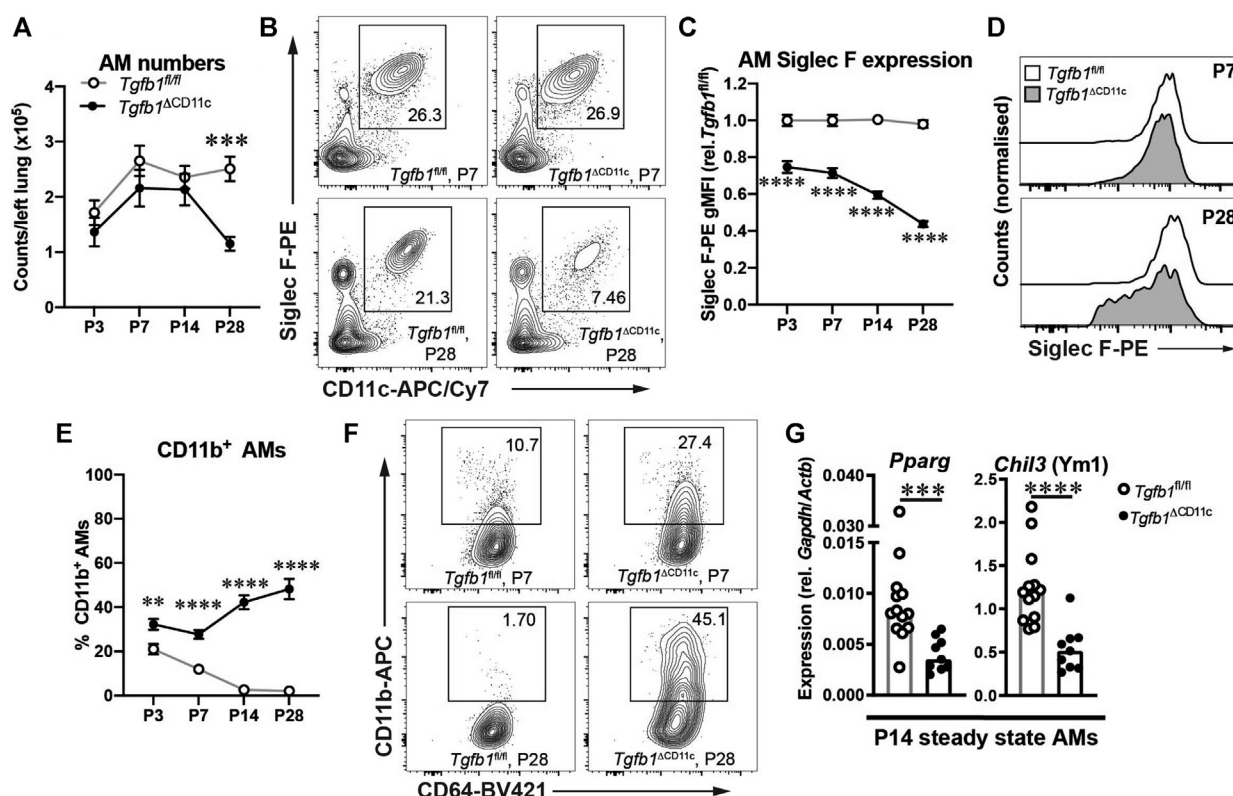 A
AM numbers
Tgfb1fl/fl
Tgfb1ΔCD11c
***
Counts/left lung (x10⁵)
4
3
2
1
0
P3 P7 P14 P28
B
26.3
Tgfb1fl/fl, P7
26.9
Tgfb1ΔCD11c, P7
21.3
Tgfb1fl/fl,
P28
7.46
Tgfb1ΔCD11c,
P28
Siglec F-PE
CD11c-APC/Cy7
C
AM Siglec F expression
Siglec F-PE gMFI (rel. Tgfb1fl/fl)
1.2
1.0
0.8
0.6
0.4
0.2
0.0
****
****
****
****
P3 P7 P14 P28
D
Tgfb1fl/fl
Tgfb1ΔCD11c
P7
P28
Counts (normalised)
Siglec F-PE
E
CD11b⁺ AMs
% CD11b⁺ AMs
100
80
60
40
20
0
**
****
****
****
P3 P7 P14 P28
F
10.7
Tgfb1fl/fl, P7
27.4
Tgfb1ΔCD11c, P7
1.70
Tgfb1fl/fl, P28
45.1
Tgfb1ΔCD11c, P28
CD11b-APC
CD64-BV421
G
Pparg
***
Expression (rel. Gapdh/Actb)
0.040
0.030
0.015
0.010
0.005
0.000
Chil3 (Ym1)
****
2.5
2.0
1.5
1.0
0.5
0.0
Tgfb1fl/fl
Tgfb1ΔCD11c
P14 steady state AMs